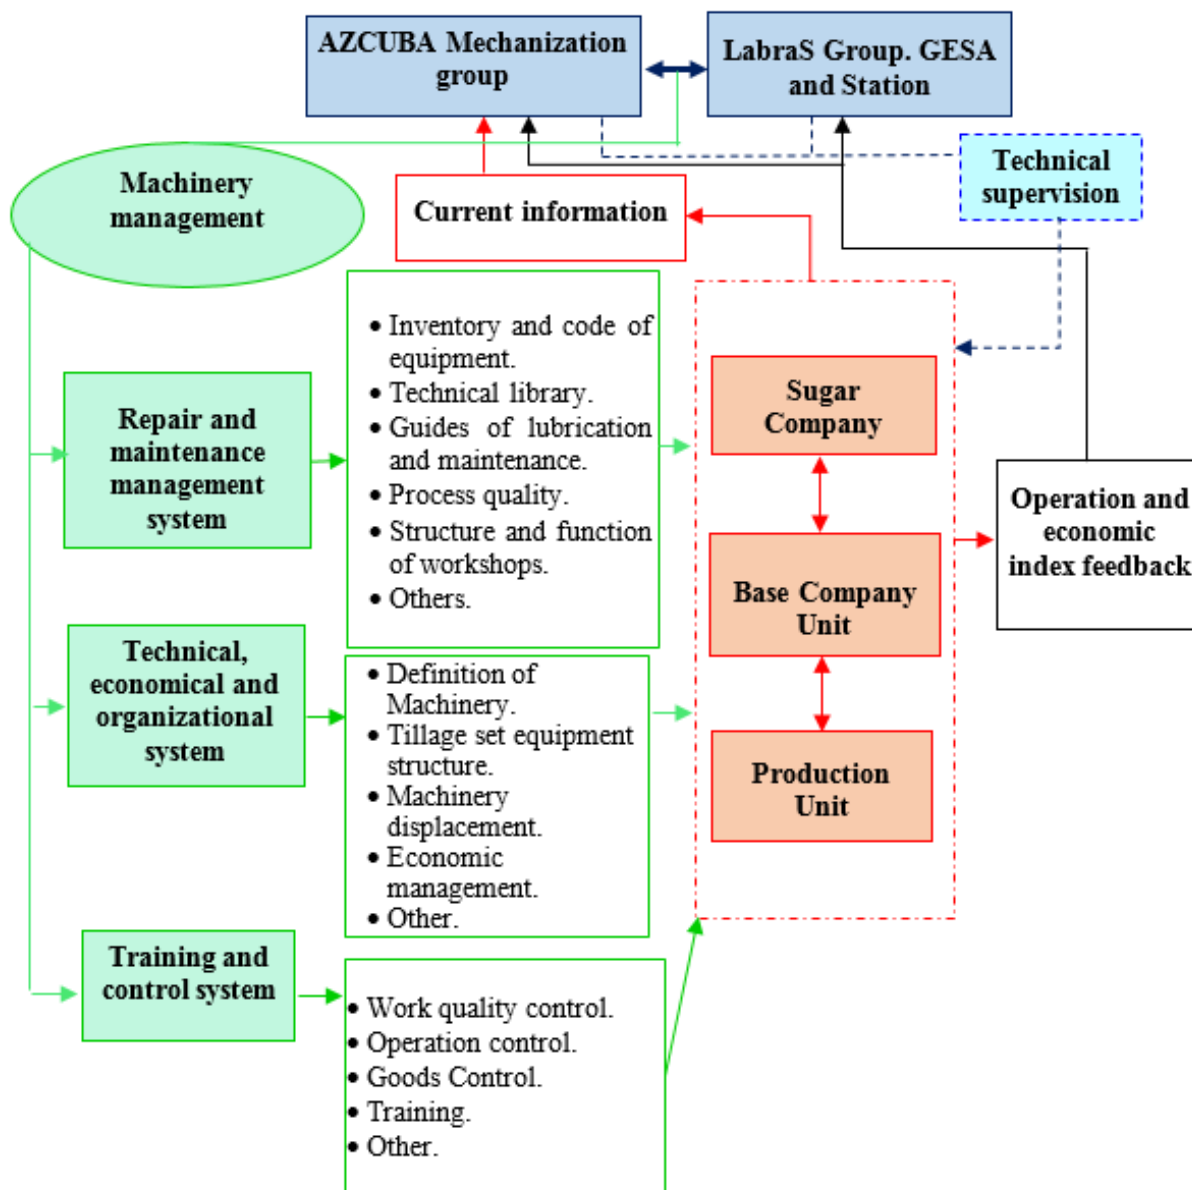 AZCUBA Mechanization
group
LabraS Group. GESA
and Station
Technical
supervision
Machinery
management
Current information
• Inventory and code of
equipment.
• Technical library.
• Guides of lubrication
and maintenance.
• Process quality.
• Structure and function
of workshops.
• Others.
Repair and
maintenance
management
system
Sugar
Company
Base Company
Unit
Production
Unit
Operation and
economic
index feedback
Technical,
economical and
organizational
system
• Definition of
Machinery.
• Tillage set equipment
structure.
• Machinery
displacement.
• Economic
management.
• Other.
Training and
control system
• Work quality control.
• Operation control.
• Goods Control.
• Training.
• Other.